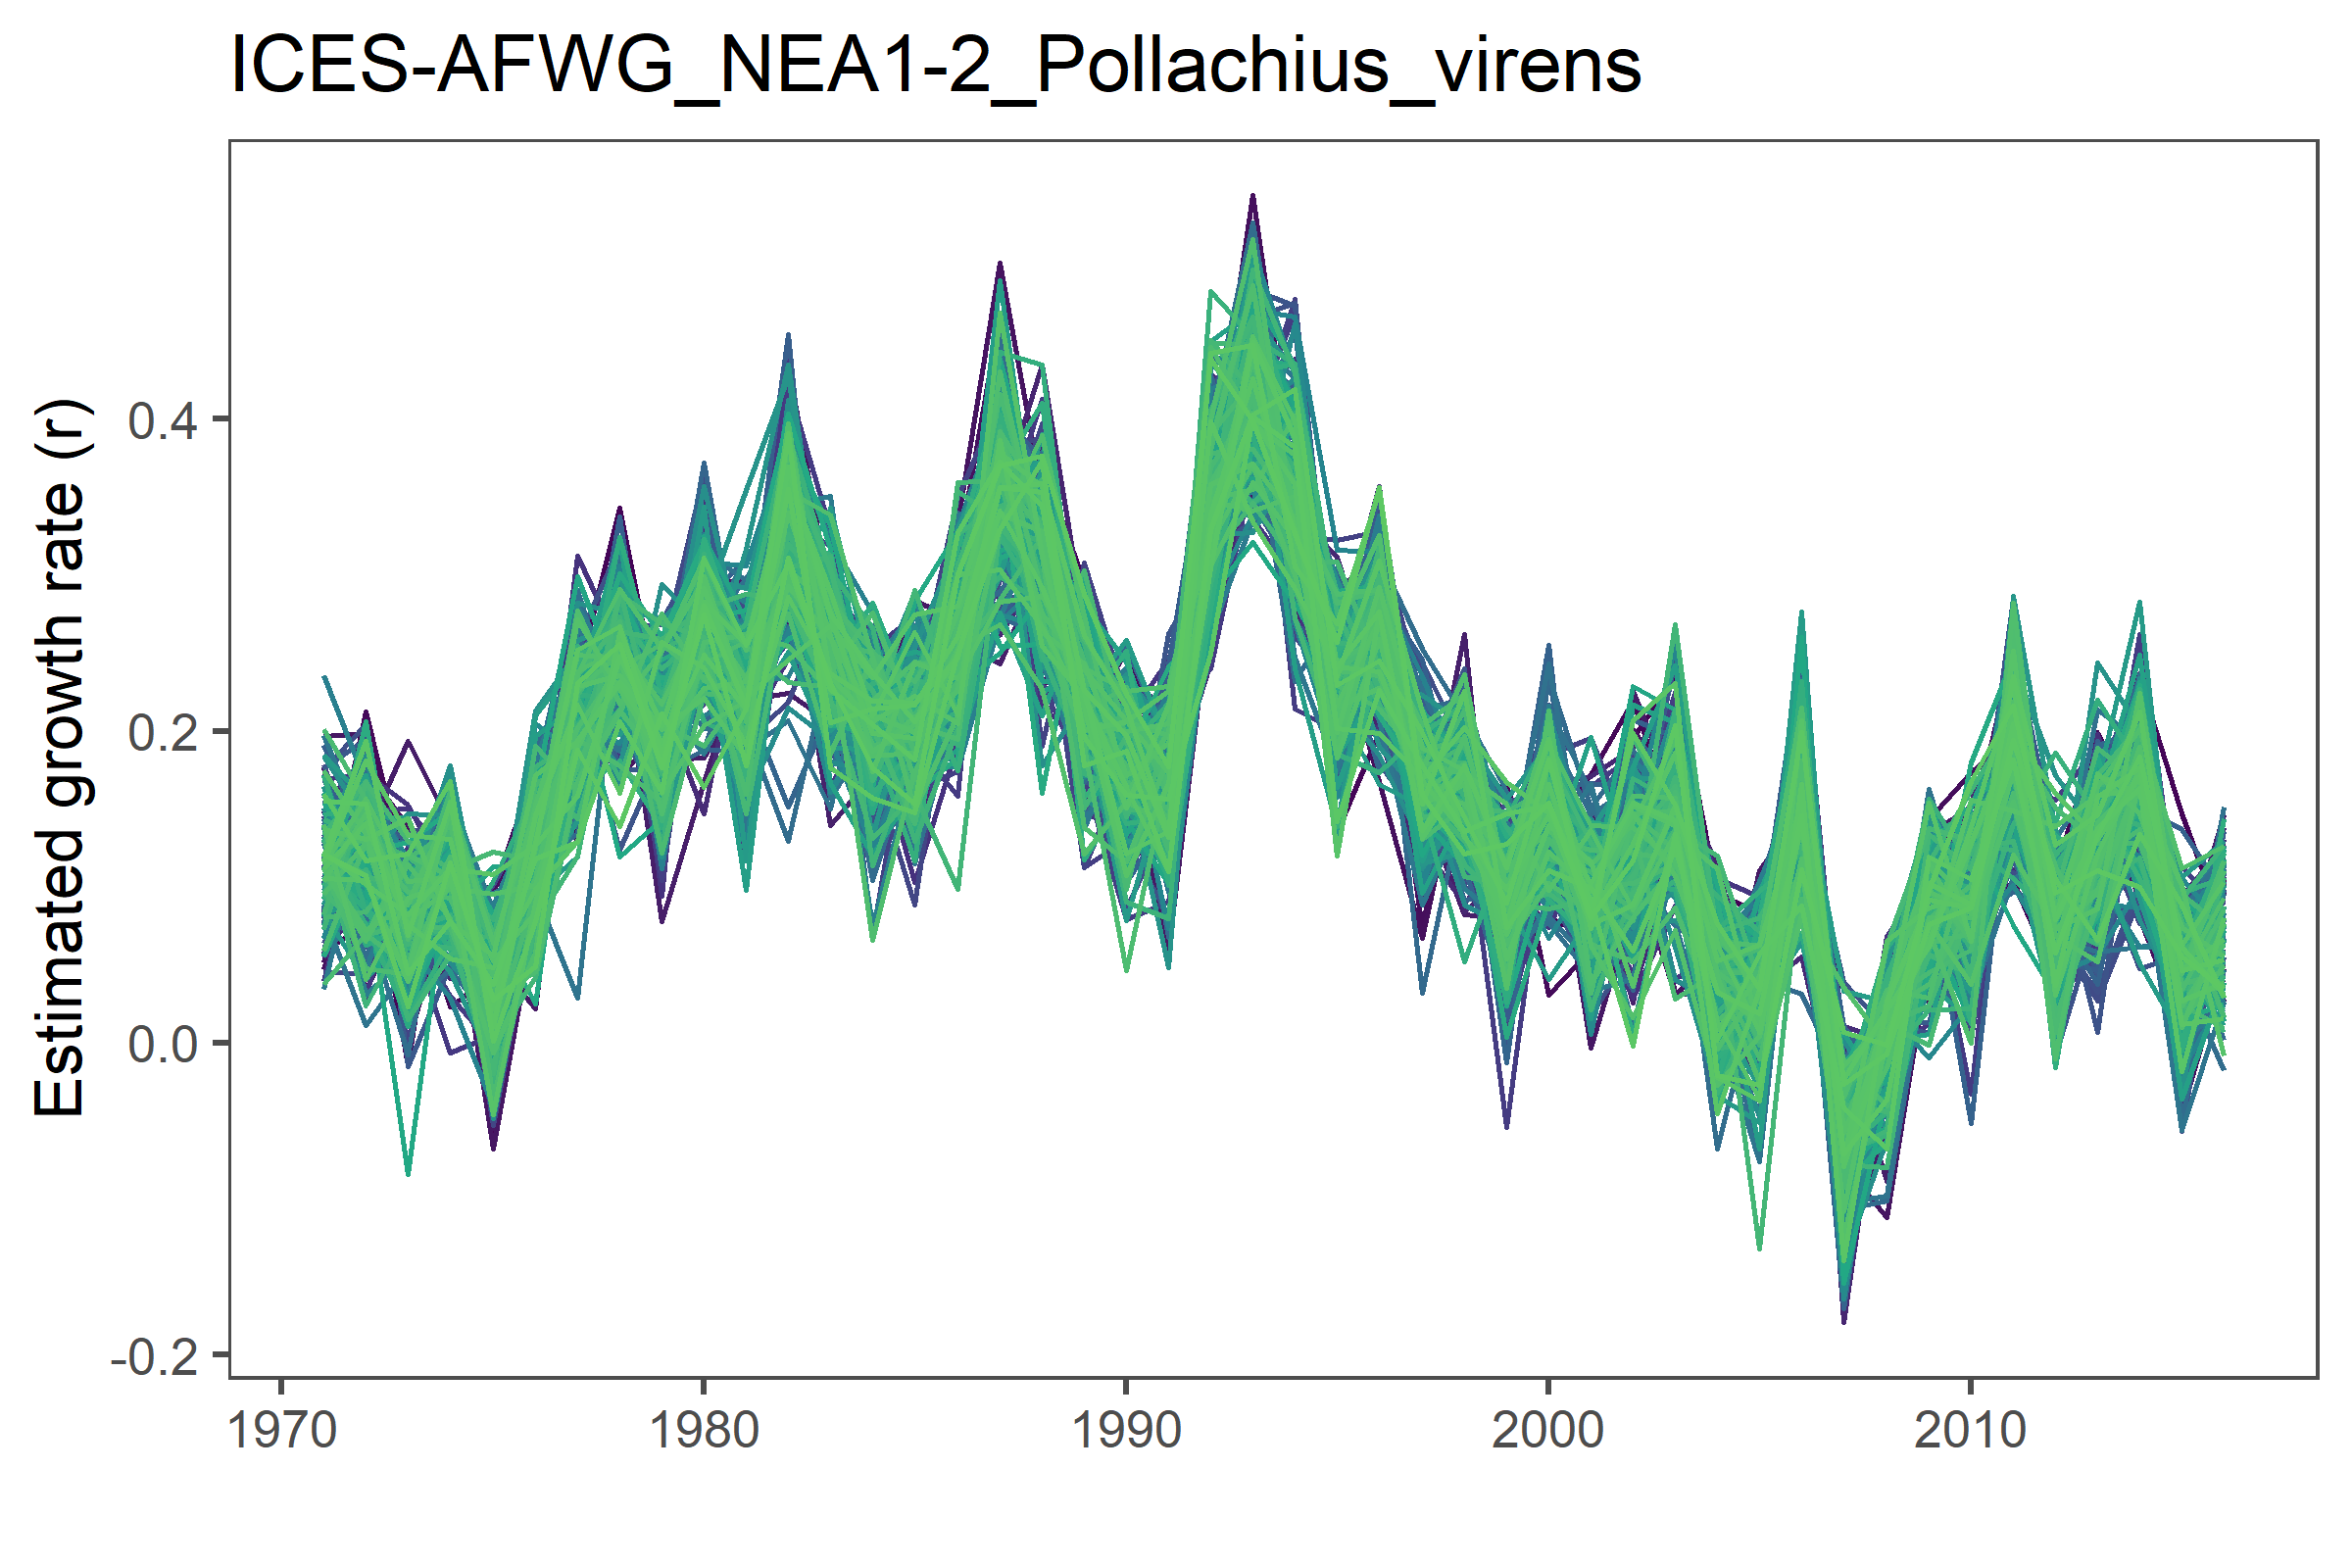 ICES-AFWG_NEA1-2_Pollachius_virens
Estimated growth rate (r)
0.4
0.2
0.0
-0.2
1970 1980 1990 2000 2010